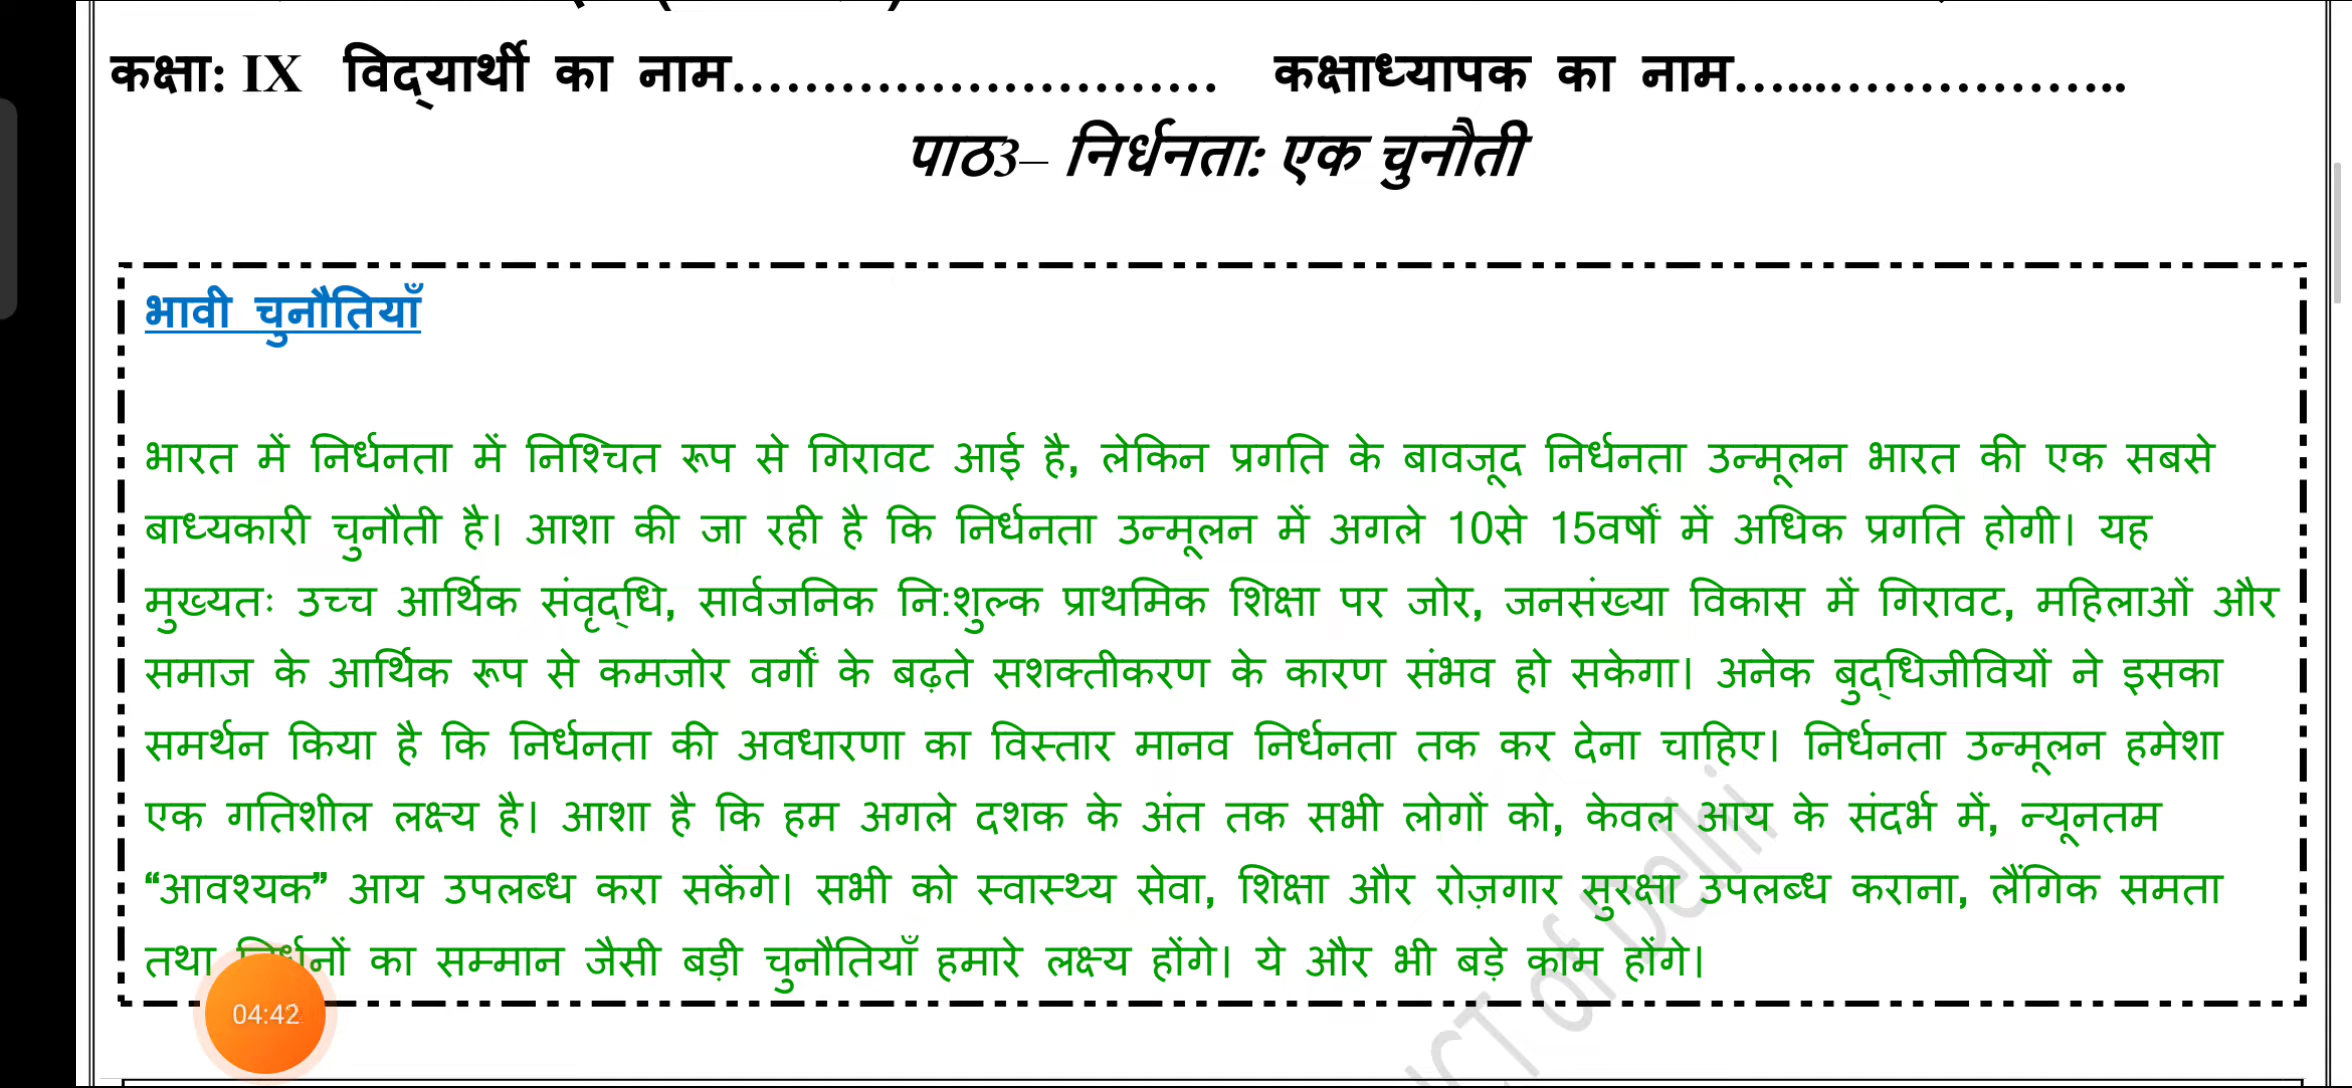 कक्षा: IX विद्यार्थी का नाम........................... कक्षाध्यापक का नाम.........................
पाठ3– निर्धनता: एक चुनौती
भावी चुनौतियाँ
भारत में निर्धनता में निश्चित रूप से गिरावट आई है, लेकिन प्रगति के बावजूद निर्धनता उन्मूलन भारत की एक सबसे
बाध्यकारी चुनौती है। आशा की जा रही है कि निर्धनता उन्मूलन में अगले 10से 15वर्षों में अधिक प्रगति होगी। यह
मुख्यतः उच्च आर्थिक संवृद्धि, सार्वजनिक नि:शुल्क प्राथमिक शिक्षा पर जोर, जनसंख्या विकास में गिरावट, महिलाओं और
समाज के आर्थिक रूप से कमजोर वर्गों के बढ़ते सशक्तीकरण के कारण संभव हो सकेगा। अनेक बुद्धिजीवियों ने इसका
समर्थन किया है कि निर्धनता की अवधारणा का विस्तार मानव निर्धनता तक कर देना चाहिए। निर्धनता उन्मूलन हमेशा
एक गतिशील लक्ष्य है। आशा है कि हम अगले दशक के अंत तक सभी लोगों को, केवल आय के संदर्भ में, न्यूनतम
“आवश्यक” आय उपलब्ध करा सकेंगे। सभी को स्वास्थ्य सेवा, शिक्षा और रोज़गार सुरक्षा उपलब्ध कराना, लैंगिक समता
तथा निर्धनों का सम्मान जैसी बड़ी चुनौतियाँ हमारे लक्ष्य होंगे। ये और भी बड़े काम होंगे।
04:42
CT of Delhi